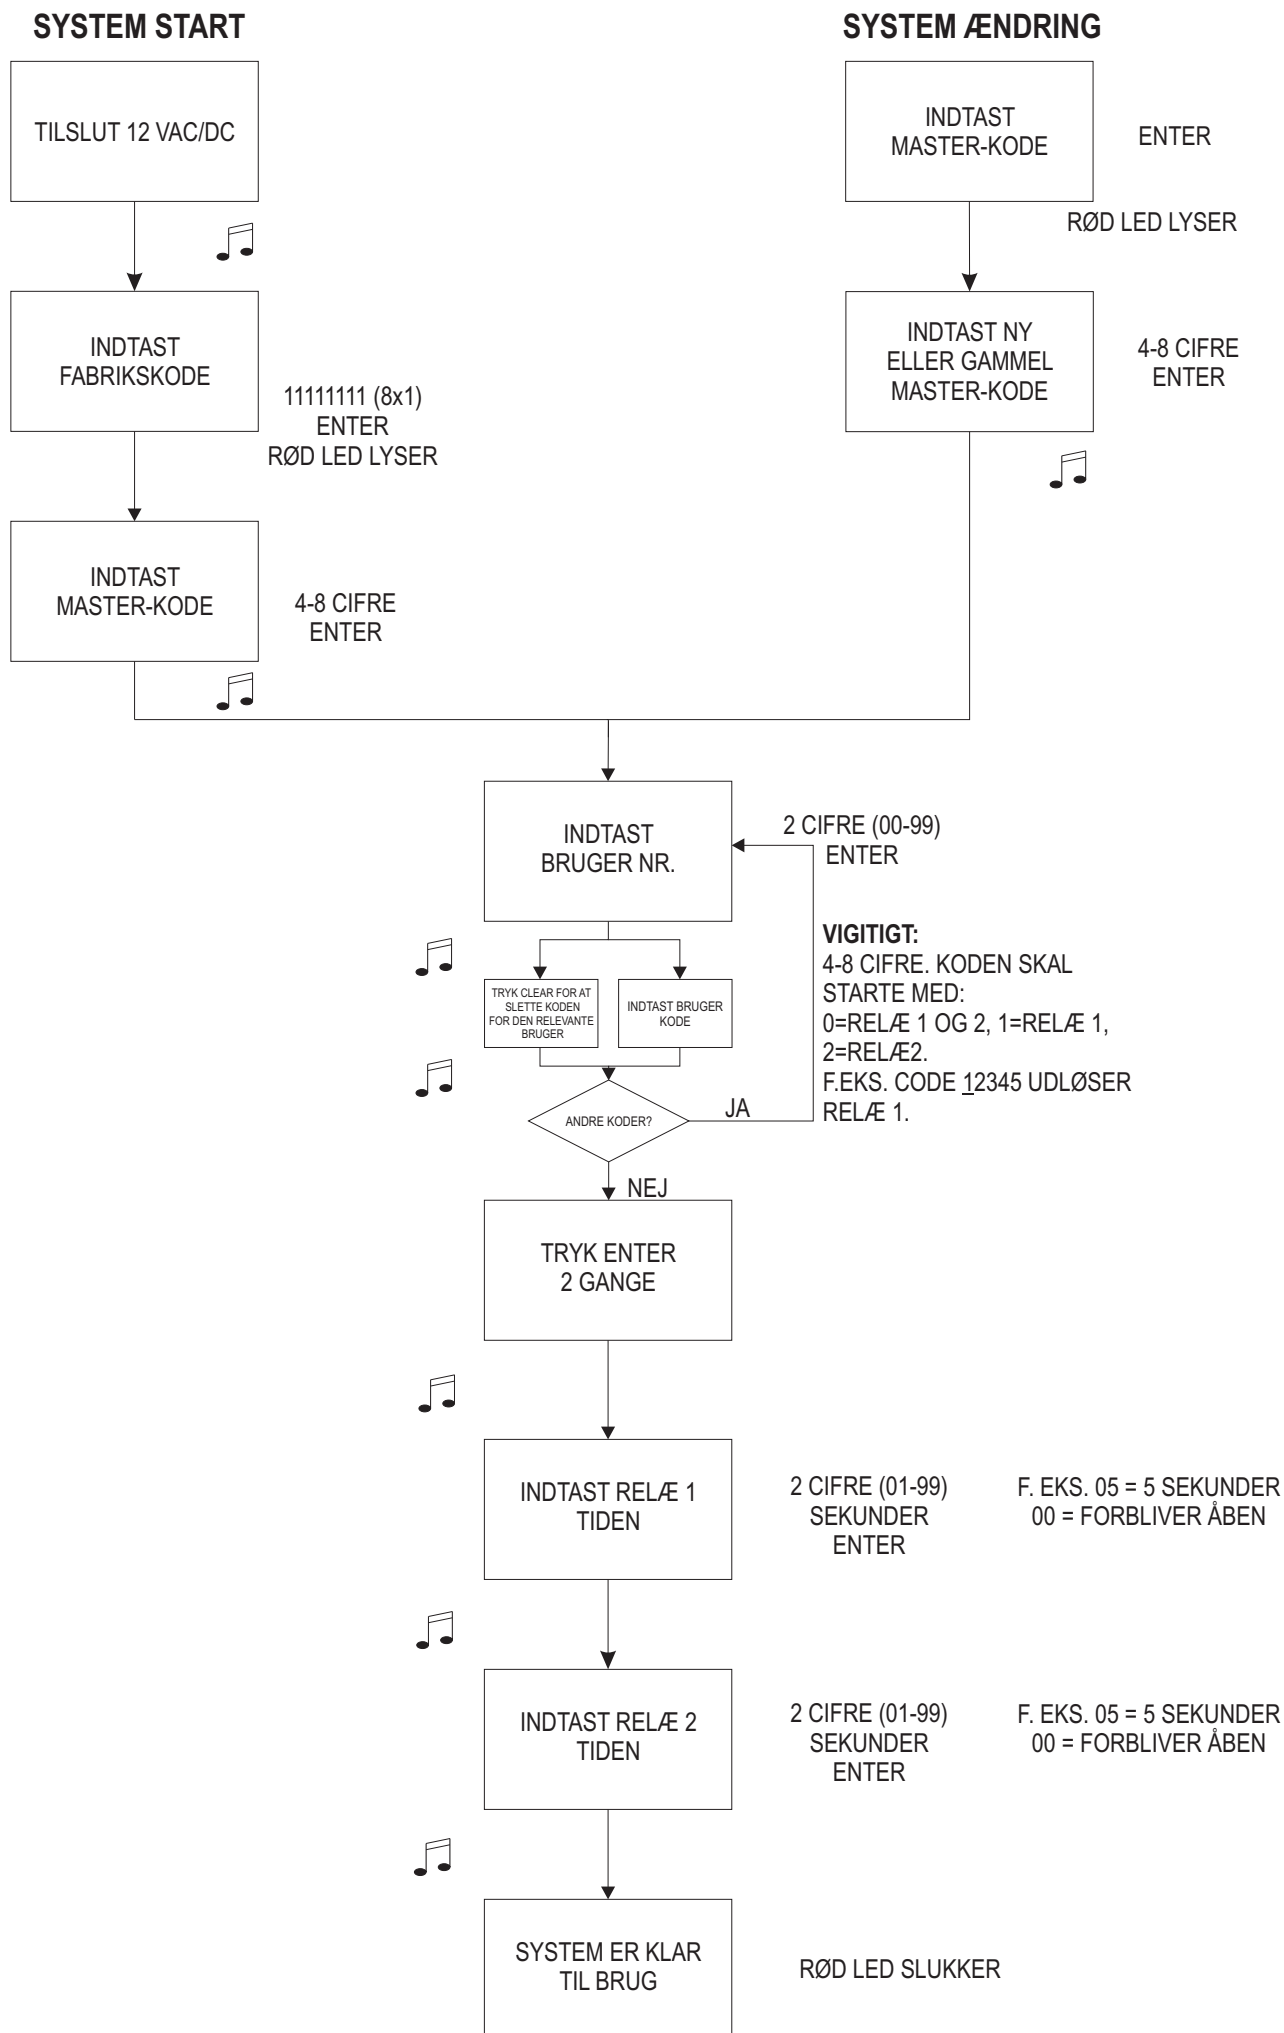 SYSTEM START
TILSLUT 12 VAC/DC
INDTAST
FABRIKSKODE
11111111 (8x1)
ENTER
RØD LED LYSER
INDTAST
MASTER-KODE
4-8 CIFRE
ENTER
SYSTEM ÆNDRING
INDTAST
MASTER-KODE
ENTER
RØD LED LYSER
INDTAST NY
ELLER GAMMEL
MASTER-KODE
4-8 CIFRE
ENTER
INDTAST
BRUGER NR.
2 CIFRE (00-99)
ENTER
TRYK CLEAR FOR AT
SLETTE KODEN
FOR DEN RELEVANTE
BRUGER
INDTAST BRUGER
KODE
VIGITIGT:
4-8 CIFRE. KODEN SKAL
STARTE MED:
0=RELÆ 1 OG 2, 1=RELÆ 1,
2=RELÆ2.
F.EKS. CODE 12345 UDLØSER
RELÆ 1.
ANDRE KODER?
JA
NEJ
TRYK ENTER
2 GANGE
INDTAST RELÆ 1
TIDEN
2 CIFRE (01-99)
SEKUNDER
ENTER
F. EKS. 05 = 5 SEKUNDER
00 = FORBLIVER ÅBEN
INDTAST RELÆ 2
TIDEN
2 CIFRE (01-99)
SEKUNDER
ENTER
F. EKS. 05 = 5 SEKUNDER
00 = FORBLIVER ÅBEN
SYSTEM ER KLAR
TIL BRUG
RØD LED SLUKKER